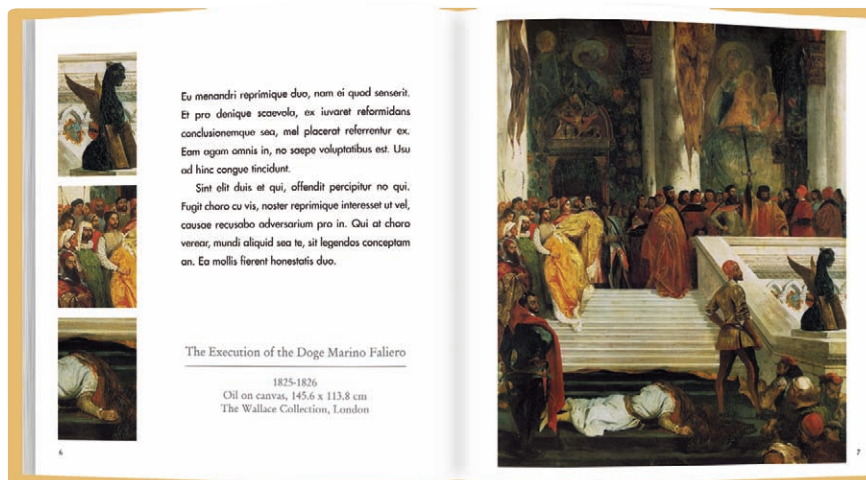 Eu menandri reprimique duo, nam ei quod senserit.
Et pro denique scaevola, ex iuvaret reformidans
conclusionemque sea, mel placerat referrentur ex.
Eam agam omnis in, no saepe voluptatibus est. Usu
ad hinc congue tincidunt.
Sint elit duis et qui, offendit percipitur no qui.
Fugit choro cu vis, noster reprimique interesset ut vel,
causae recusabo adversarium pro in. Qui at choro
verear, mundi aliquid sea te, sit legendos conceptam
an. Ea mollis fierent honestatis duo.
The Execution of the Doge Marino Faliero
1825-1826
Oil on canvas, 145.6 x 113.8 cm
The Wallace Collection, London
6
7